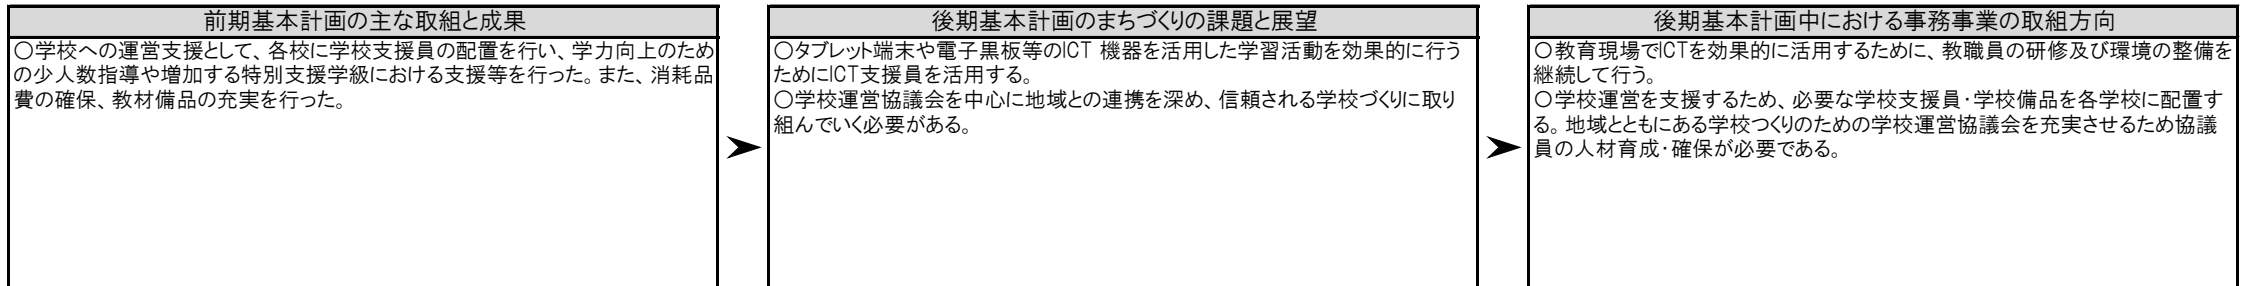 前期基本計画の主な取組と成果
○学校への運営支援として、各校に学校支援員の配置を行い、学力向上のため
の少人数指導や増加する特別支援学級における支援等を行った。また、消耗品
費の確保、教材備品の充実を行った。
後期基本計画のまちづくりの課題と展望
○タブレット端末や電子黒板等のICT 機器を活用した学習活動を効果的に行う
ためにICT支援員を活用する。
○学校運営協議会を中心に地域との連携を深め、信頼される学校づくりに取り
組んでいく必要がある。
後期基本計画中における事務事業の取組方向
○教育現場でICTを効果的に活用するために、教職員の研修及び環境の整備を
継続して行う。
○学校運営を支援するため、必要な学校支援員・学校備品を各学校に配置す
る。地域とともにある学校つくりのための学校運営協議会を充実させるため協議
員の人材育成・確保が必要である。